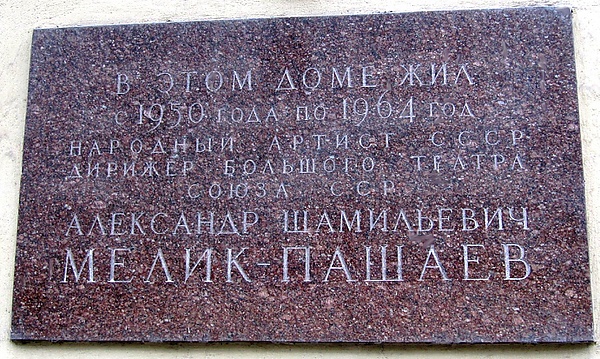 В ЭТОМ ДОМЕ ЖИЛ
С 1950 ГОДА ПО 1964 ГОД
НАРОДНЫЙ АРТИСТ СССР
ДИРИЖЕР БОЛЬШОГО ТЕАТРА
СОЮЗА ССР
АЛЕКСАНДР ШАМИЛЬЕВИЧ
МЕЛИК-ПАШАЕВ